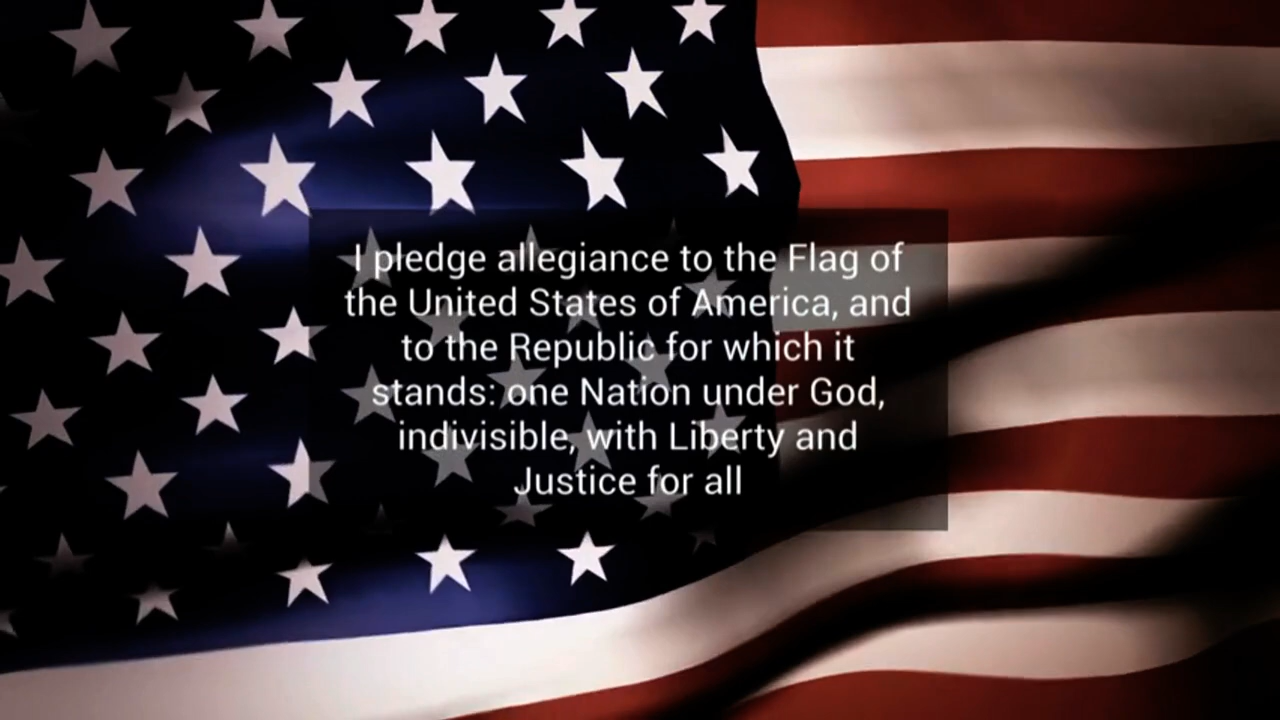 I pledge allegiance to the Flag of
the United States of America, and
to the Republic for which it
stands: one Nation under God,
indivisible, with Liberty and
Justice for all